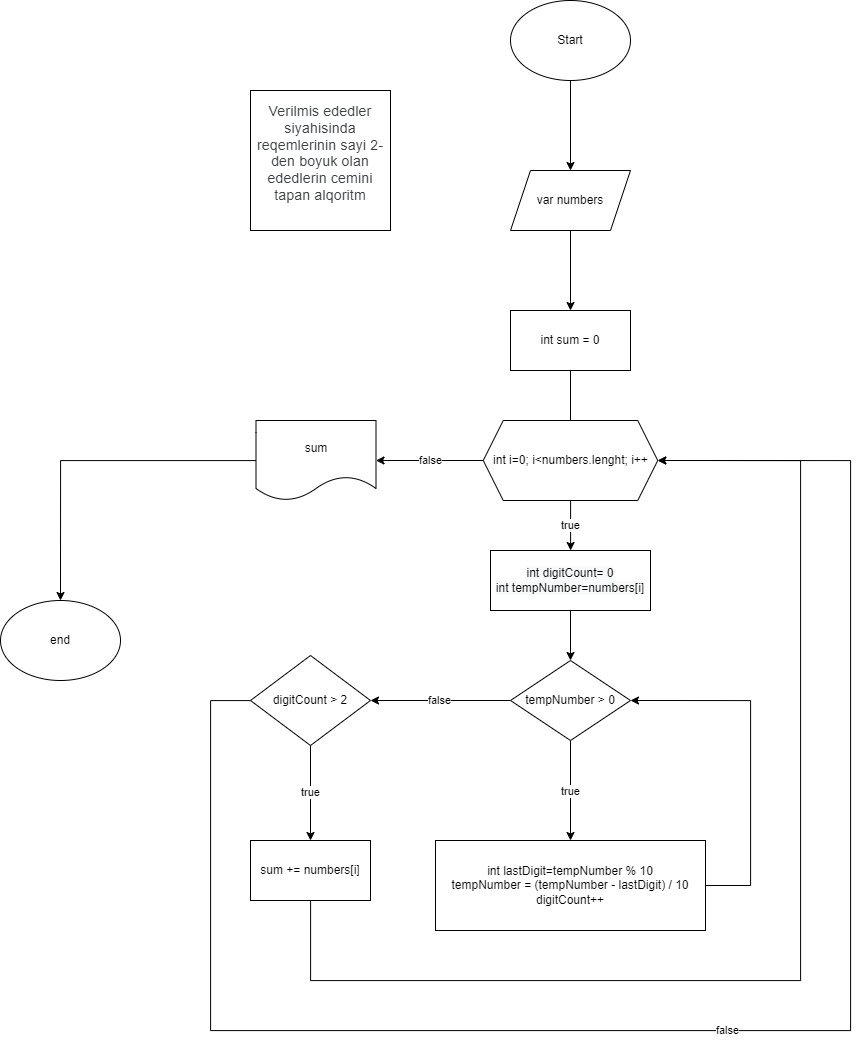 Start
Verilmis ededler
siyahisinda
reqemlerinin sayi 2-
den boyuk olan
ededlerin cemini
tapan alqoritm
var numbers
int sum = 0
sum
false
int i=0; i<numbers.lenght; i++
true
int digitCount= 0
int tempNumber=numbers[i]
end
digitCount > 2
false
tempNumber > 0
true
true
sum += numbers[i]
int lastDigit=tempNumber % 10
tempNumber = (tempNumber - lastDigit) / 10
digitCount++
false